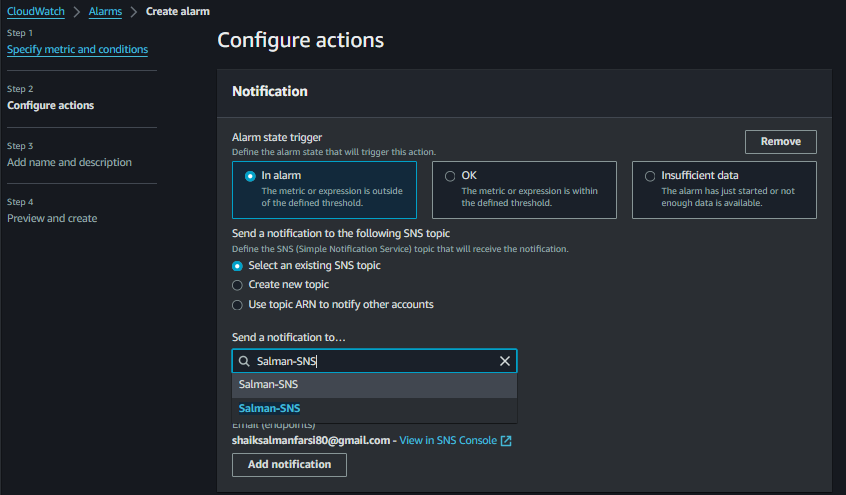 CloudWatch > Alarms > Create alarm
Step 1
Specify metric and conditions
Step 2
Configure actions
Step 3
Add name and description
Step 4
Preview and create
Configure actions
Notification
Alarm state trigger
Define the alarm state that will trigger this action.
Remove
In alarm
The metric or expression is outside
of the defined threshold.
OK
The metric or expression is within
the defined threshold.
Insufficient data
The alarm has just started or not
enough data is available.
Send a notification to the following SNS topic
Define the SNS (Simple Notification Service) topic that will receive the notification.
Select an existing SNS topic
Create new topic
Use topic ARN to notify other accounts
Send a notification to…
Salman-SNS
Salman-SNS
Salman-SNS
Email (endpoints)
shaiksalmanfarsi80@gmail.com - View in SNS Console
Add notification